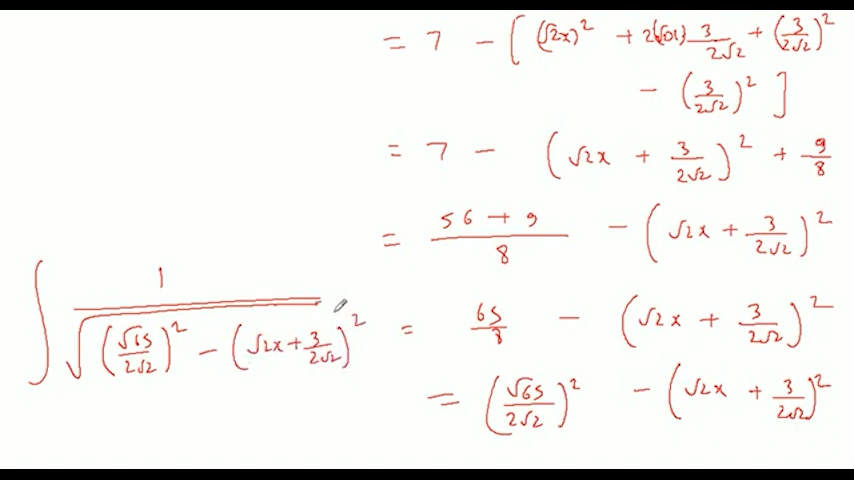 = 7 - [ (√2x)² + 2(√01) 3/2√2 + (3/2√2)²
- (3/2√2)² ]
= 7 - (√2x + 3/2√2)² + 9/8
= 56 + 9/8 - (√2x + 3/2√2)²
= 65/8 - (√2x + 3/2√2)²
= (√65/2√2)² - (√2x + 3/2√2)²
∫ 1/√((√65/2√2)² - (√2x + 3/2√2)²)